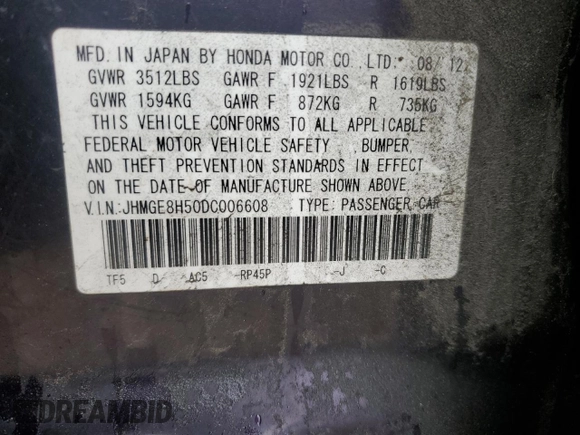 MFD. IN JAPAN BY HONDA MOTOR CO., LTD. 08/12
GVWR 3512LBS GAWR F 1921LBS R 1619LBS
GVWR 1594KG GAWR F 872KG R 735KG
THIS VEHICLE CONFORMS TO ALL APPLICABLE
FEDERAL MOTOR VEHICLE SAFETY, BUMPER,
AND THEFT PREVENTION STANDARDS IN EFFECT
ON THE DATE OF MANUFACTURE SHOWN ABOVE.
V.I.N.: JHMGE8H50DC006608 TYPE: PASSENGER CAR
TF5 D -AC5 -RP45P -J -C
DREAMBID